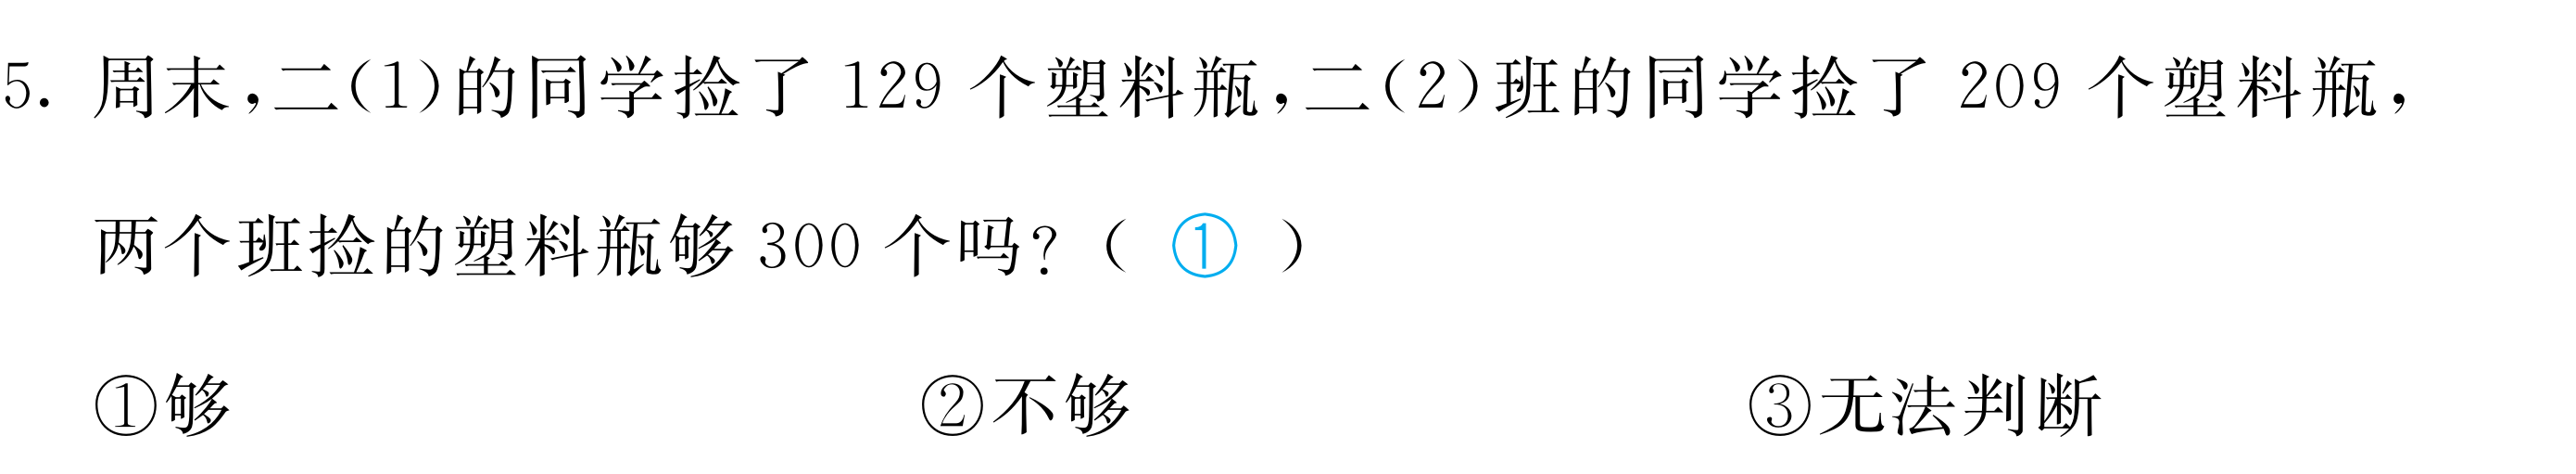 5. 周末,二(1)的同学捡了 129 个塑料瓶,二(2)班的同学捡了 209 个塑料瓶,
两个班捡的塑料瓶够 300 个吗?( ① )
①够 ②不够 ③无法判断